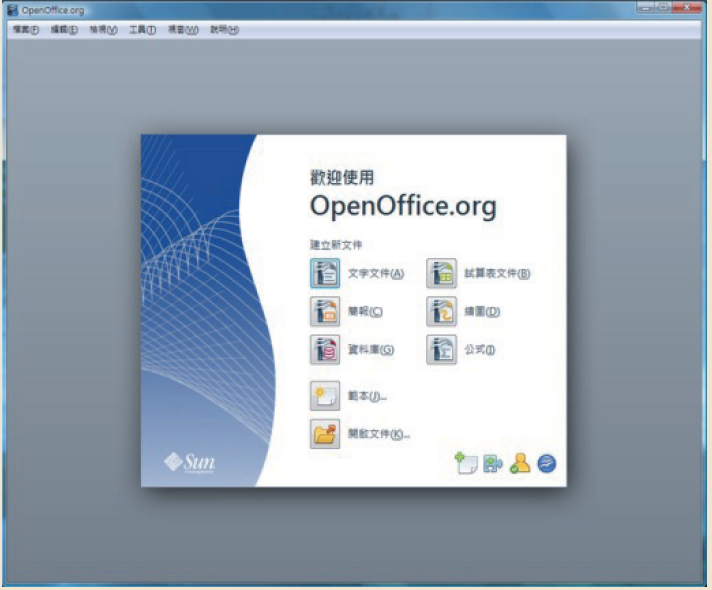 OpenOffice.org
檔案(F) 編輯(E) 檢視(V) 工具(T) 視窗(W) 說明(H)
歡迎使用
OpenOffice.org
建立新文件
文字文件(A) 試算表文件(B)
簡報(C) 繪圖(D)
資料庫(G) 公式(I)
範本(J)...
開啟文件(K)...
Sun